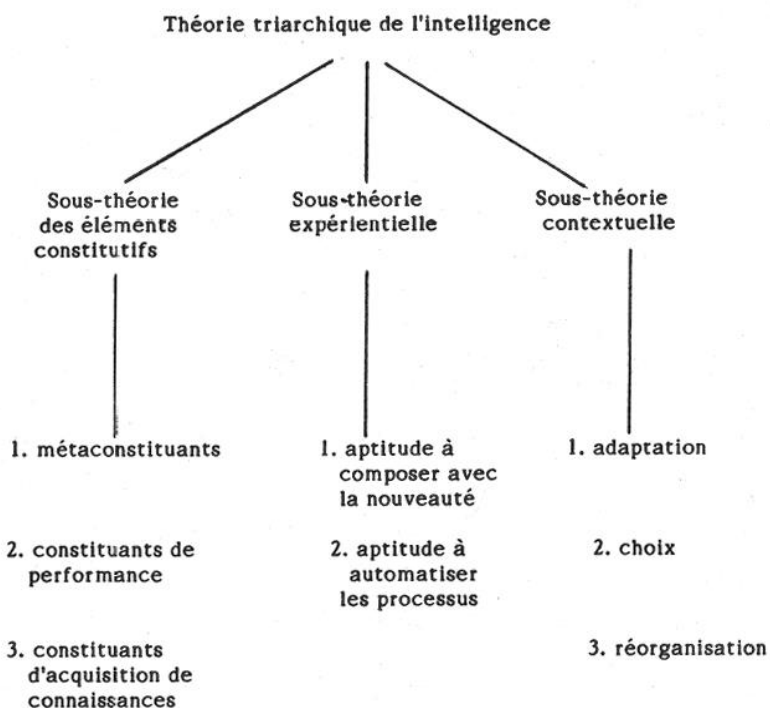 Théorie triarchique de l'intelligence
Sous-théorie
des éléments
constitutifs
Sous-théorie
expérientielle
Sous-théorie
contextuelle
1. métaconstituants
2. constituants de
performance
3. constituants
d'acquisition de
connaissances
1. aptitude à
composer avec
la nouveauté
2. aptitude à
automatiser
les processus
1. adaptation
2. choix
3. réorganisation